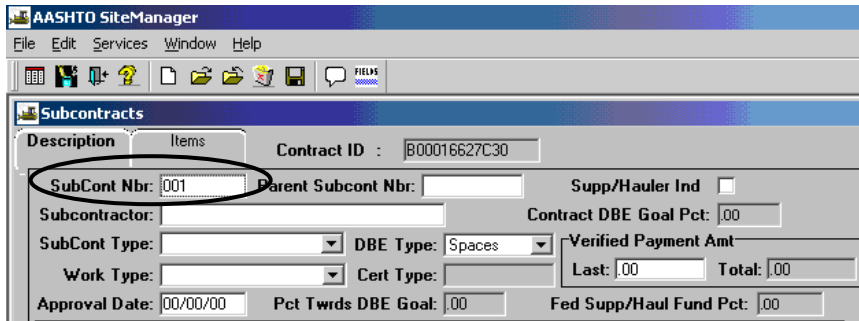 AASHTO SiteManager
File Edit Services Window Help
FIELDS
Subcontracts
Description Items Contract ID : B00016627C30
SubCont Nbr: 001 Parent Subcont Nbr: Supp/Hauler Ind
Subcontractor: Contract DBE Goal Pct: .00
SubCont Type: DBE Type: Spaces Verified Payment Amt
Work Type: Cert Type: Last: .00 Total: .00
Approval Date: 00/00/00 Pct Twrds DBE Goal: .00 Fed Supp/Haul Fund Pct: .00